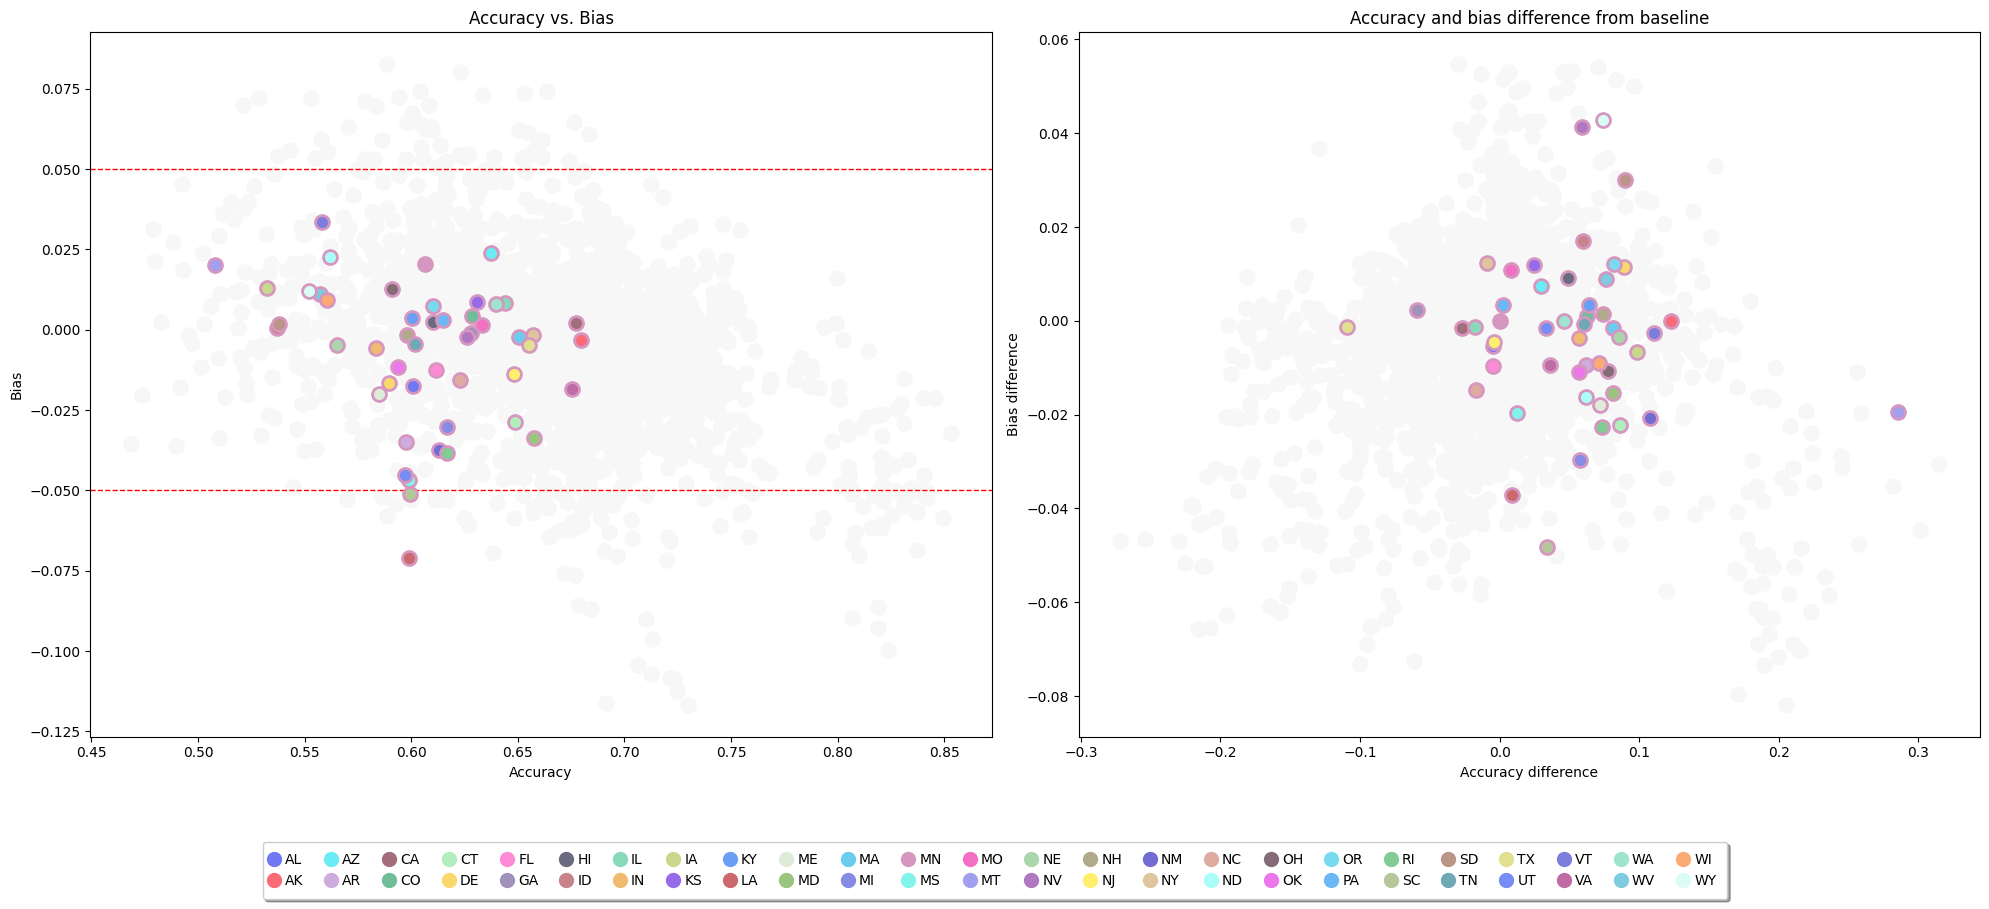 Accuracy vs. Bias
Accuracy and bias difference from baseline
0.075
0.050
0.025
0.000
−0.025
−0.050
−0.075
−0.100
−0.125
Bias
0.45 0.50 0.55 0.60 0.65 0.70 0.75 0.80 0.85
Accuracy
0.06
0.04
0.02
0.00
−0.02
−0.04
−0.06
−0.08
Bias difference
−0.3 −0.2 −0.1 0.0 0.1 0.2 0.3
Accuracy difference
AL AZ CA CT FL HI IL IA KY ME MA MN MO NE NH NM NC OH OR RI SD TX VT WA WI
AK AR CO DE GA ID IN KS LA MD MI MS MT NV NJ NY ND OK PA SC TN UT VA WV WY